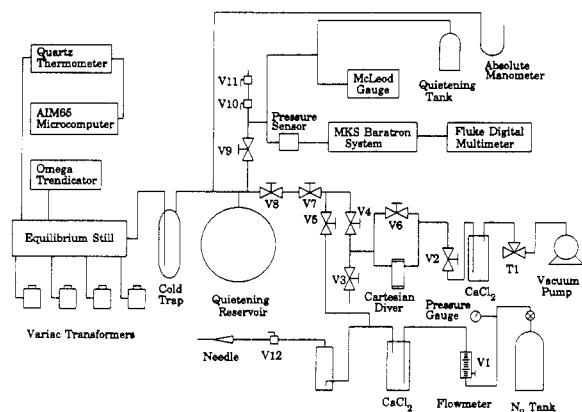 Quartz
Thermometer
AIM65
Microcomputer
Omega
Trendicator
Equilibrium Still
Variac Transformers
Cold
Trap
Quietening
Reservoir
V11
V10
V9
Pressure
Sensor
McLeod
Gauge
Quietening
Tank
Absolute
Manometer
MKS Baratron
System
Fluke Digital
Multimeter
V8
V7
V5
V4
V6
V3
V2
Cartesian
Diver
CaCl2
T1
Vacuum
Pump
Pressure
Gauge
Needle
V12
CaCl2
V1
Flowmeter
N2 Tank